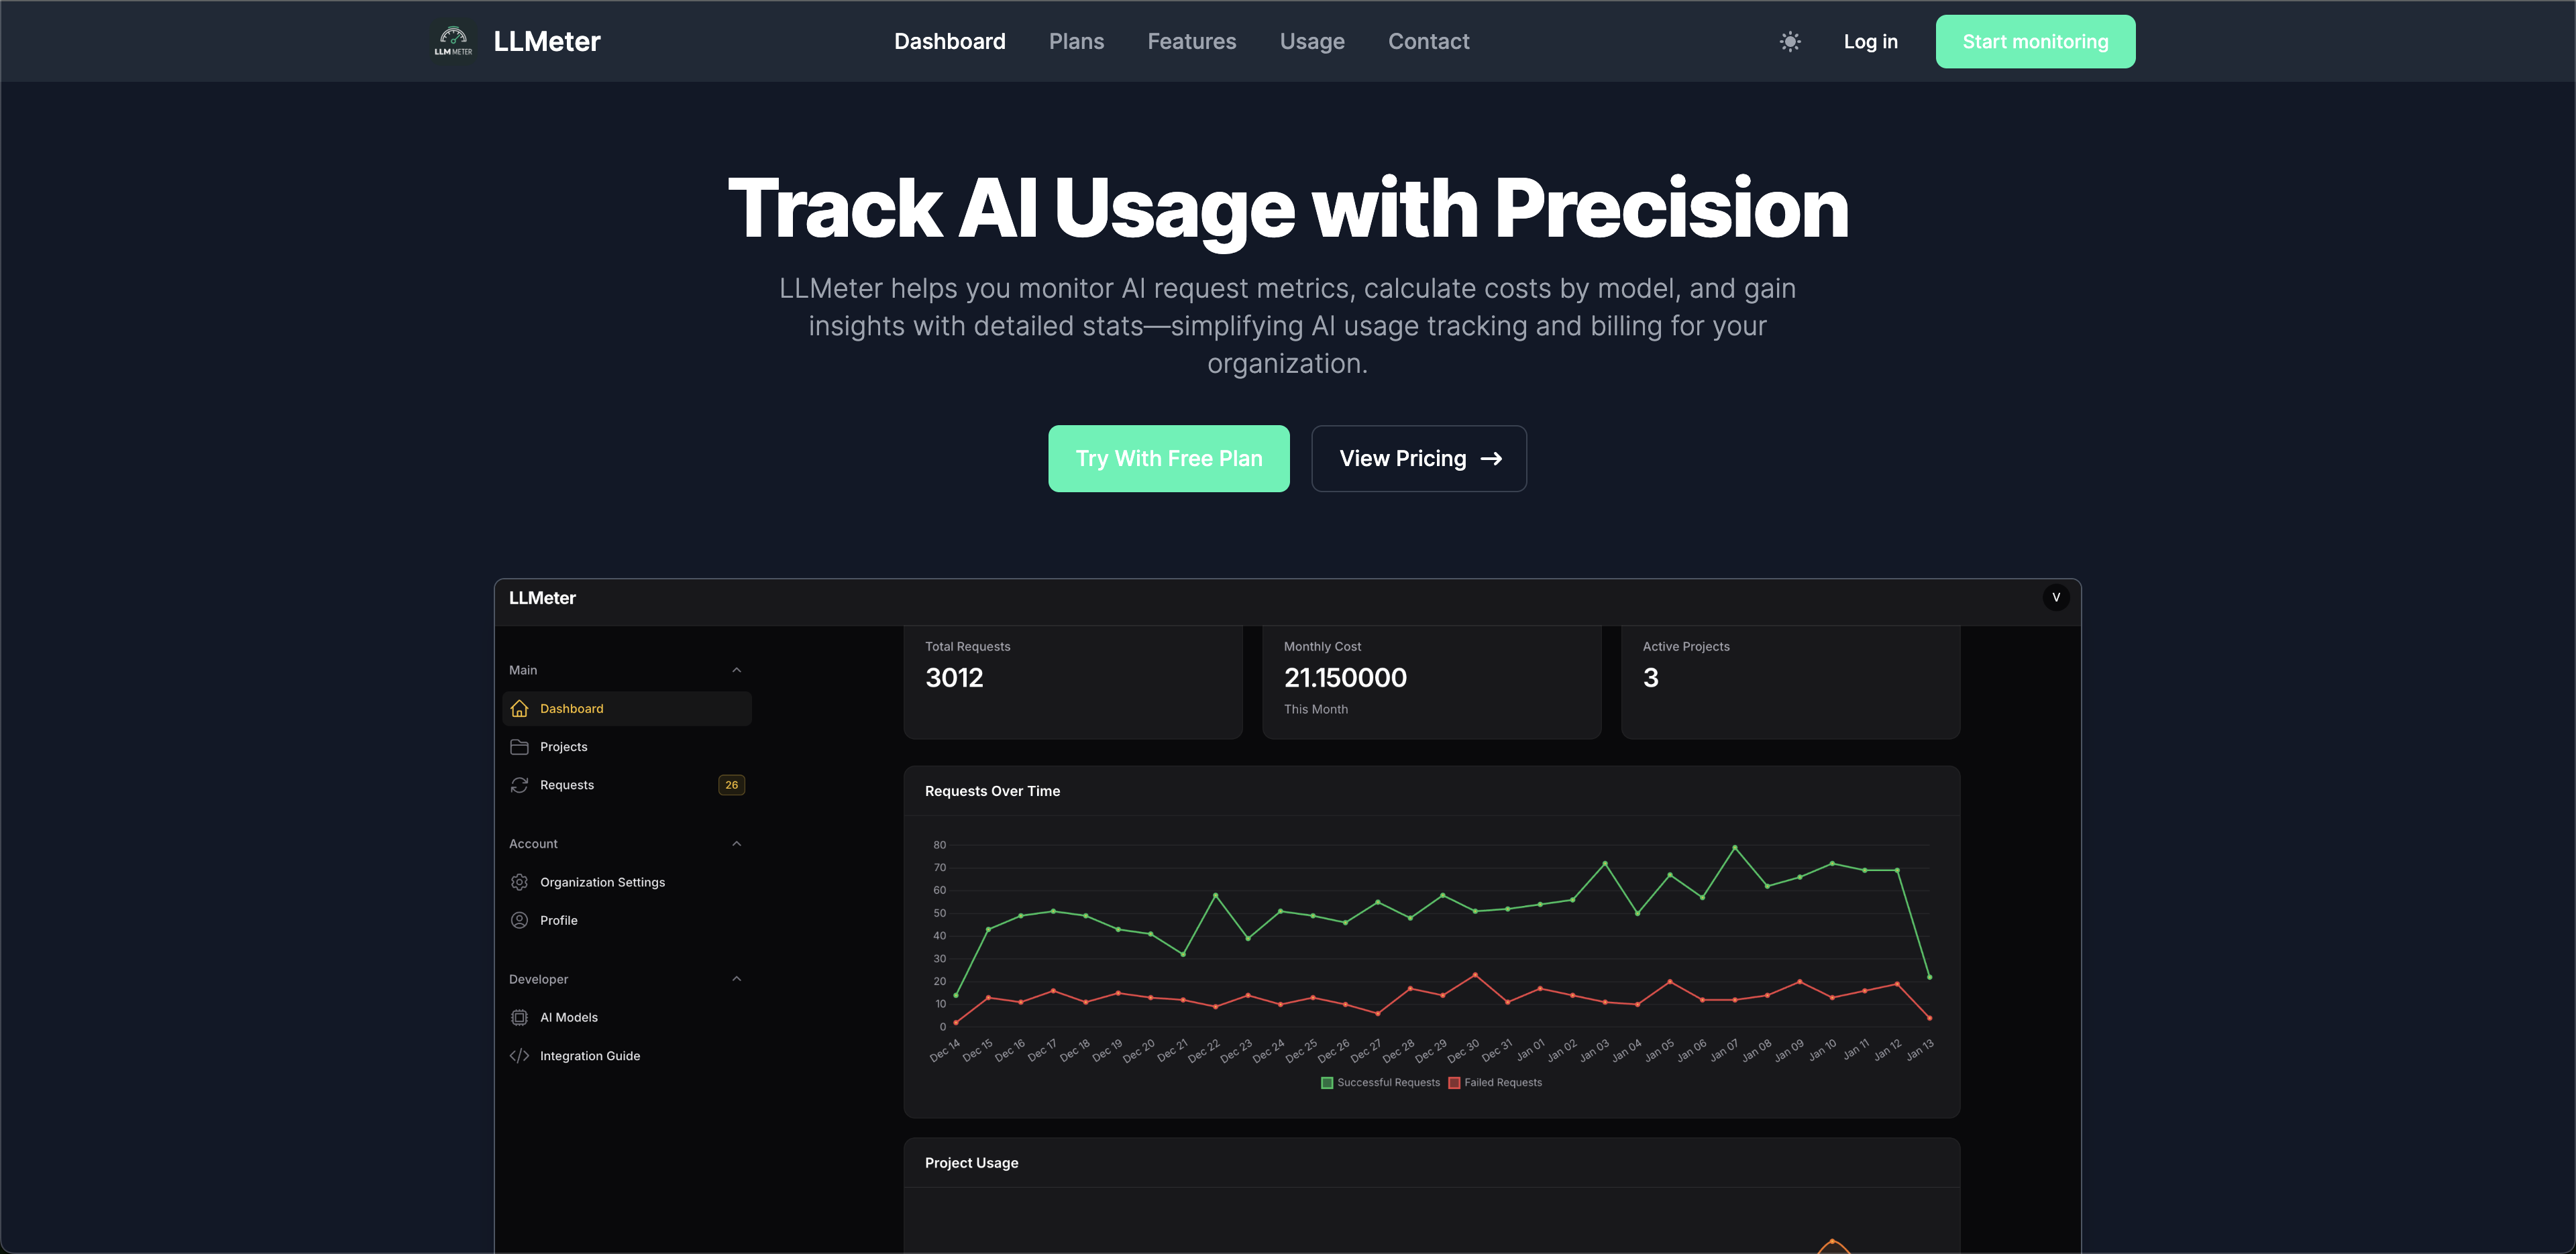 LLM METER
LLMeter
Dashboard Plans Features Usage Contact
Log in
Start monitoring
Track AI Usage with Precision
LLMeter helps you monitor AI request metrics, calculate costs by model, and gain
insights with detailed stats—simplifying AI usage tracking and billing for your
organization.
Try With Free Plan
View Pricing →
LLMeter
V
Main
Dashboard
Projects
Requests 26
Account
Organization Settings
Profile
Developer
AI Models
Integration Guide
Total Requests
3012
Monthly Cost
21.150000
This Month
Active Projects
3
Requests Over Time
80
70
60
50
40
30
20
10
0
Dec 14 Dec 15 Dec 16 Dec 17 Dec 18 Dec 19 Dec 20 Dec 21 Dec 22 Dec 23 Dec 24 Dec 25 Dec 26 Dec 27 Dec 28 Dec 29 Dec 30 Dec 31 Jan 01 Jan 02 Jan 03 Jan 04 Jan 05 Jan 06 Jan 07 Jan 08 Jan 09 Jan 10 Jan 11 Jan 12 Jan 13
Successful Requests Failed Requests
Project Usage